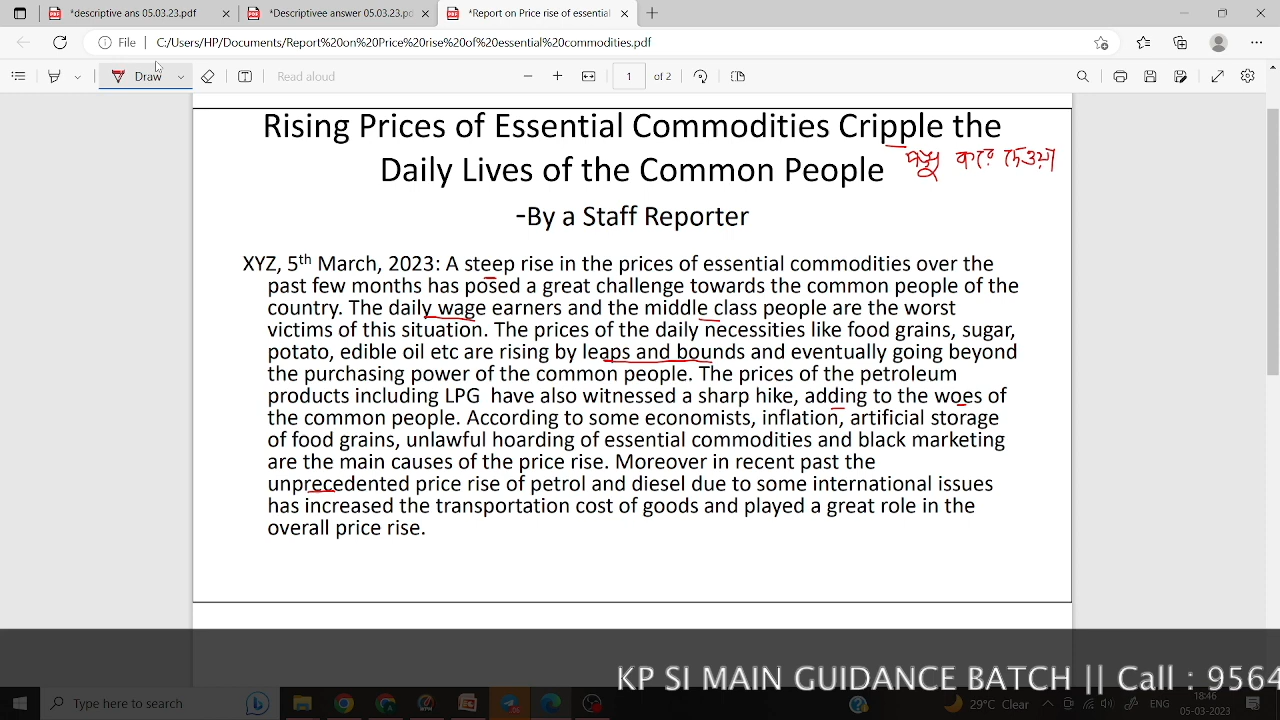 *descriptive ans 05.03.23.pdf
*Descriptive answer 05.03.23.pd
*Report on Price rise of essential
File C:/Users/HP/Documents/Report%20on%20Price%20rise%20of%20essential%20commodities.pdf
Draw Read aloud 1 of 2
Rising Prices of Essential Commodities Cripple the
পঙ্গু করে দেওয়া
Daily Lives of the Common People
-By a Staff Reporter
XYZ, 5th March, 2023: A steep rise in the prices of essential commodities over the
past few months has posed a great challenge towards the common people of the
country. The daily wage earners and the middle class people are the worst
victims of this situation. The prices of the daily necessities like food grains, sugar,
potato, edible oil etc are rising by leaps and bounds and eventually going beyond
the purchasing power of the common people. The prices of the petroleum
products including LPG have also witnessed a sharp hike, adding to the woes of
the common people. According to some economists, inflation, artificial storage
of food grains, unlawful hoarding of essential commodities and black marketing
are the main causes of the price rise. Moreover in recent past the
unprecedented price rise of petrol and diesel due to some international issues
has increased the transportation cost of goods and played a great role in the
overall price rise.
KP SI MAIN GUIDANCE BATCH || Call : 9564
Type here to search 29°C Clear ENG 18:46
05-03-2023